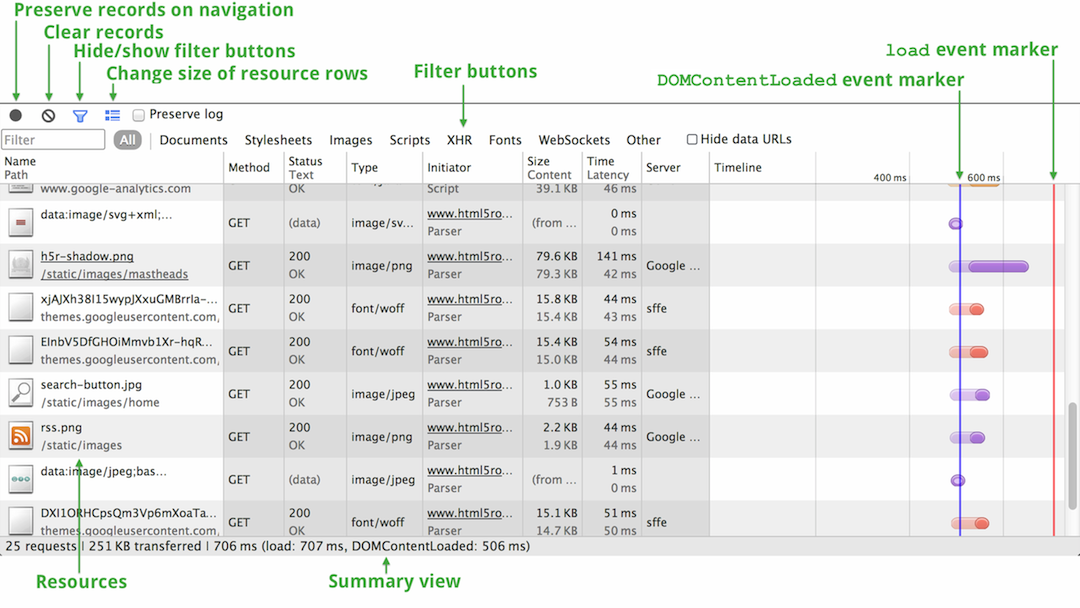 Preserve records on navigation
Clear records
Hide/show filter buttons
Change size of resource rows
Filter buttons
load event marker
DOMContentLoaded event marker
Preserve log
Filter All Documents Stylesheets Images Scripts XHR Fonts WebSockets Other Hide data URLs
Name Path Method Status Text Type Initiator Size Content Time Latency Server Timeline 400 ms 600 ms
www.google-analytics.com OK Script 39.1 KB 46 ms
data:image/svg+xml;... GET (data) image/sv... www.html5ro... 0 ms
Parser (from ... 0 ms
h5r-shadow.png GET 200 image/png www.html5ro... 79.6 KB 141 ms Google ...
/static/images/mastheads OK Parser 79.3 KB 42 ms
xjAJXh38I15wypJXxuGMBrrIa-... GET 200 font/woff www.html5ro... 15.8 KB 44 ms sffe
themes.googleusercontent.com, OK Parser 15.4 KB 43 ms
EInbV5DfGHOiMmvb1Xr-hqR... GET 200 font/woff www.html5ro... 15.4 KB 54 ms sffe
themes.googleusercontent.com, OK Parser 15.0 KB 44 ms
search-button.jpg GET 200 image/jpeg www.html5ro... 1.0 KB 55 ms Google ...
/static/images/home OK Parser 753 B 55 ms
rss.png GET 200 image/png www.html5ro... 2.2 KB 44 ms Google ...
/static/images OK Parser 1.9 KB 44 ms
data:image/jpeg;bas... GET (data) image/jpeg www.html5ro... 1 ms
Parser (from ... 0 ms
DXI1ORHCpsQm3Vp6mXoaTa... GET 200 font/woff www.html5ro... 15.1 KB 51 ms sffe
themes.googleusercontent.com, OK Parser 14.7 KB 50 ms
25 requests | 251 KB transferred | 706 ms (load: 707 ms, DOMContentLoaded: 506 ms)
Resources
Summary view